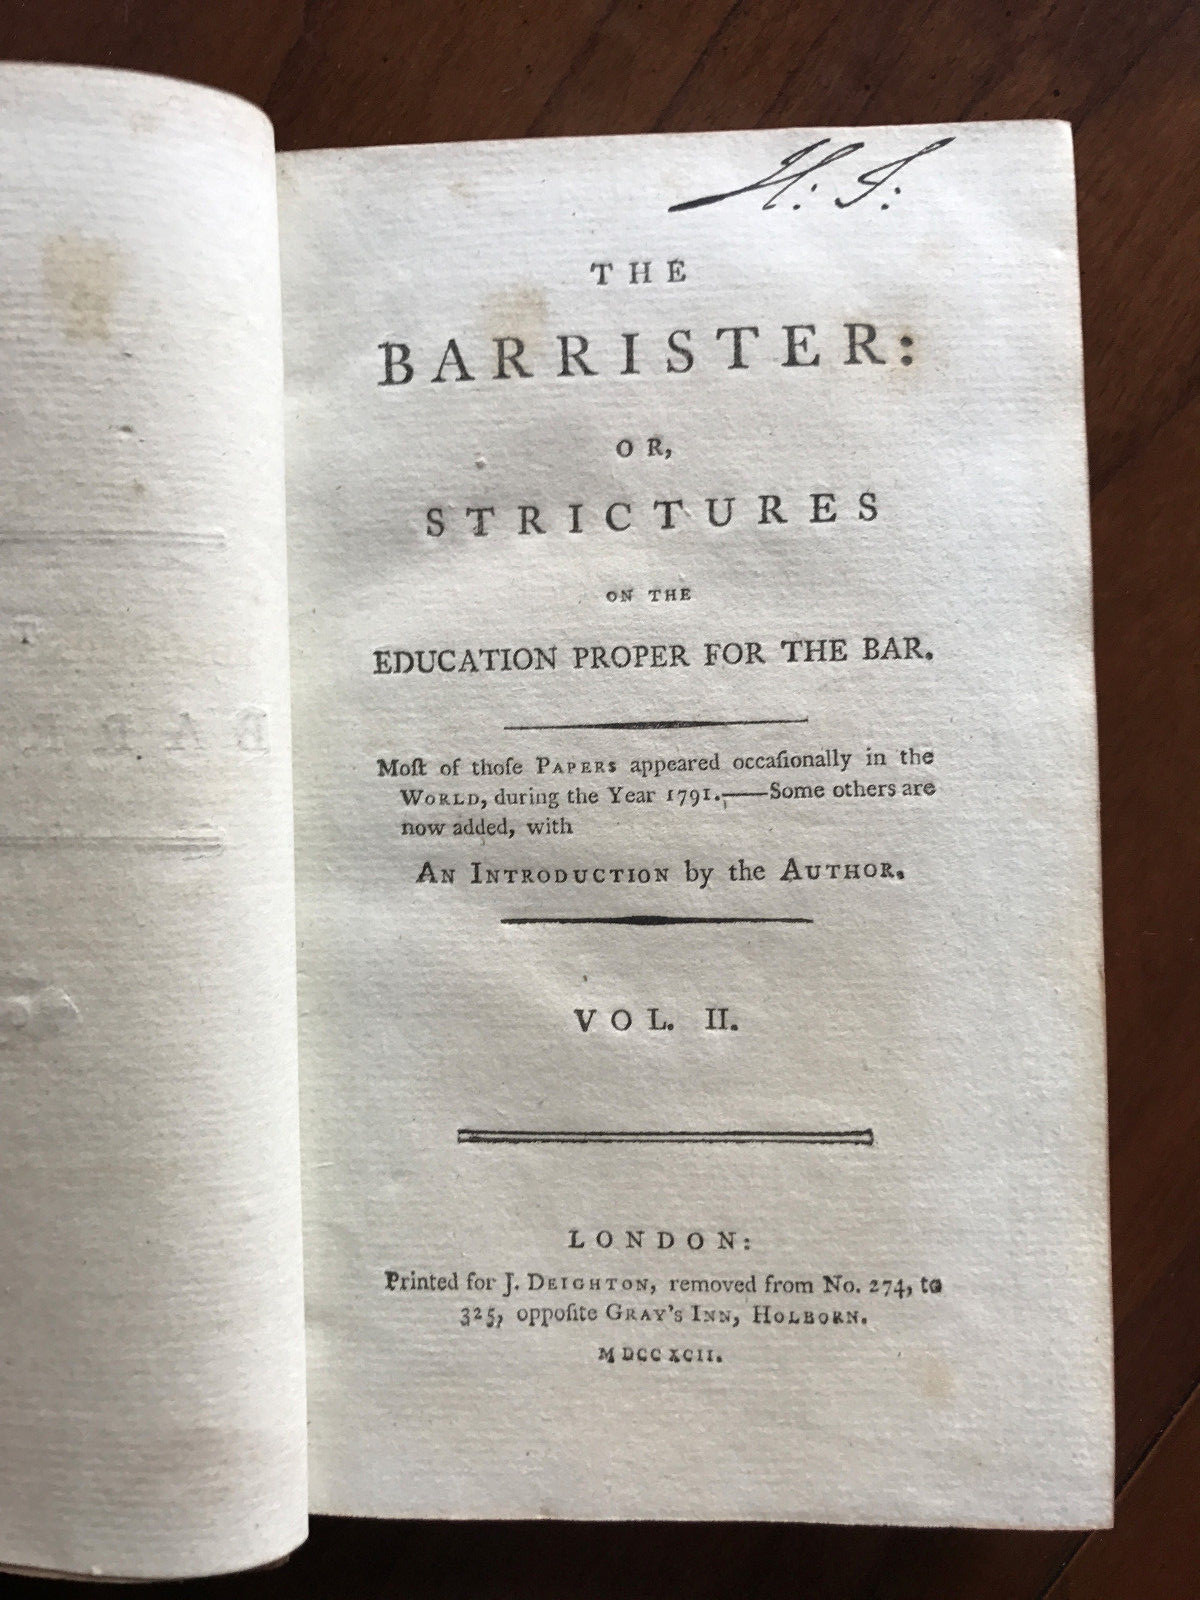 H: S:
THE
BARRISTER:
OR,
STRICTURES
ON THE
EDUCATION PROPER FOR THE BAR.
Moſt of thoſe PAPERS appeared occaſionally in the
WORLD, during the Year 1791.;——Some others are
now added, with
AN INTRODUCTION by the AUTHOR.
VOL. II.
LONDON:
Printed for J. DEIGHTON, removed from No. 274, to
325, oppoſite GRAY'S INN, HOLBORN.
MDCCXCII.